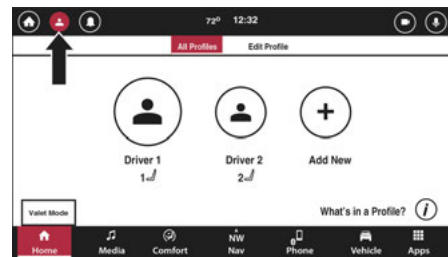 72° 12:32
All Profiles Edit Profile
Driver 1 Driver 2 Add New
1 2
What's in a Profile? i
Valet Mode
NW
Home Media Comfort Nav Phone Vehicle Apps